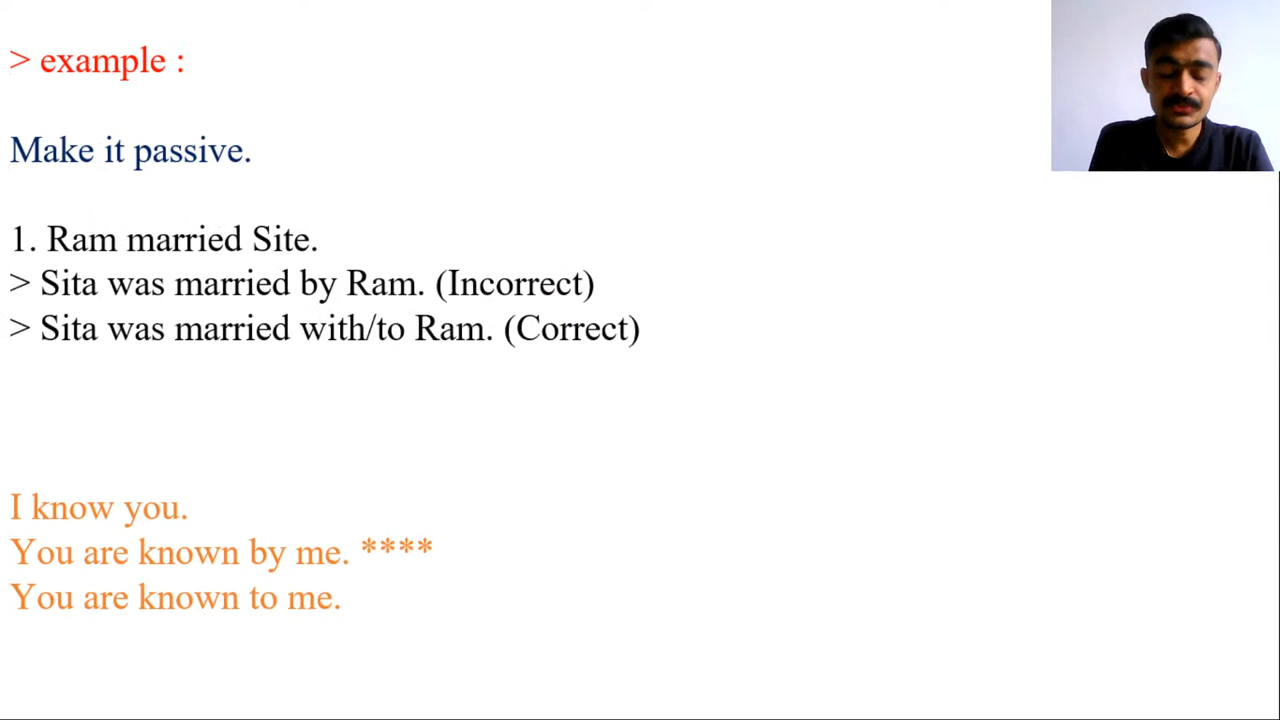 > example :
Make it passive.
1. Ram married Site.
> Sita was married by Ram. (Incorrect)
> Sita was married with/to Ram. (Correct)
I know you.
You are known by me. ****
You are known to me.